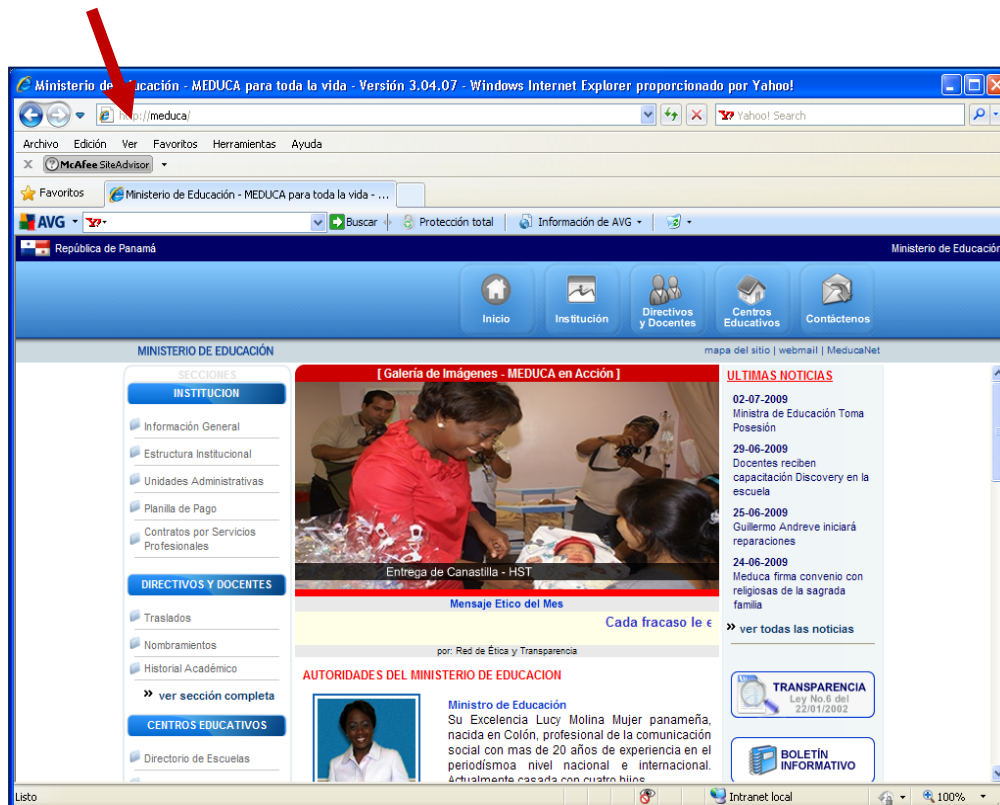 Ministerio de Educación - MEDUCA para toda la vida - Versión 3.04.07 - Windows Internet Explorer proporcionado por Yahoo!
http://meduca/
Yahoo! Search
Archivo Edición Ver Favoritos Herramientas Ayuda
X McAfee SiteAdvisor
Favoritos
Ministerio de Educación - MEDUCA para toda la vida - ...
AVG
Buscar
Protección total
Información de AVG
República de Panamá
Ministerio de Educación
Inicio
Institución
Directivos
y Docentes
Centros
Educativos
Contáctenos
MINISTERIO DE EDUCACIÓN
mapa del sitio | webmail | MeducaNet
SECCIONES
INSTITUCION
Información General
Estructura Institucional
Unidades Administrativas
Planilla de Pago
Contratos por Servicios
Profesionales
DIRECTIVOS Y DOCENTES
Traslados
Nombramientos
Historial Académico
» ver sección completa
CENTROS EDUCATIVOS
Directorio de Escuelas
[ Galería de Imágenes - MEDUCA en Acción ]
Entrega de Canastilla - HST
Mensaje Etico del Mes
Cada fracaso le e
por: Red de Ética y Transparencia
AUTORIDADES DEL MINISTERIO DE EDUCACION
Ministro de Educación
Su Excelencia Lucy Molina Mujer panameña,
nacida en Colón, profesional de la comunicación
social con mas de 20 años de experiencia en el
periodísmoa nivel nacional e internacional.
Actualmente casada con cuatro hijos
ULTIMAS NOTICIAS
02-07-2009
Ministra de Educación Toma
Posesión
29-06-2009
Docentes reciben
capacitación Discovery en la
escuela
25-06-2009
Guillermo Andreve iniciará
reparaciones
24-06-2009
Meduca firma convenio con
religiosas de la sagrada
familia
» ver todas las noticias
TRANSPARENCIA
Ley No.6 del
22/01/2002
BOLETÍN
INFORMATIVO
Listo
Intranet local
100%